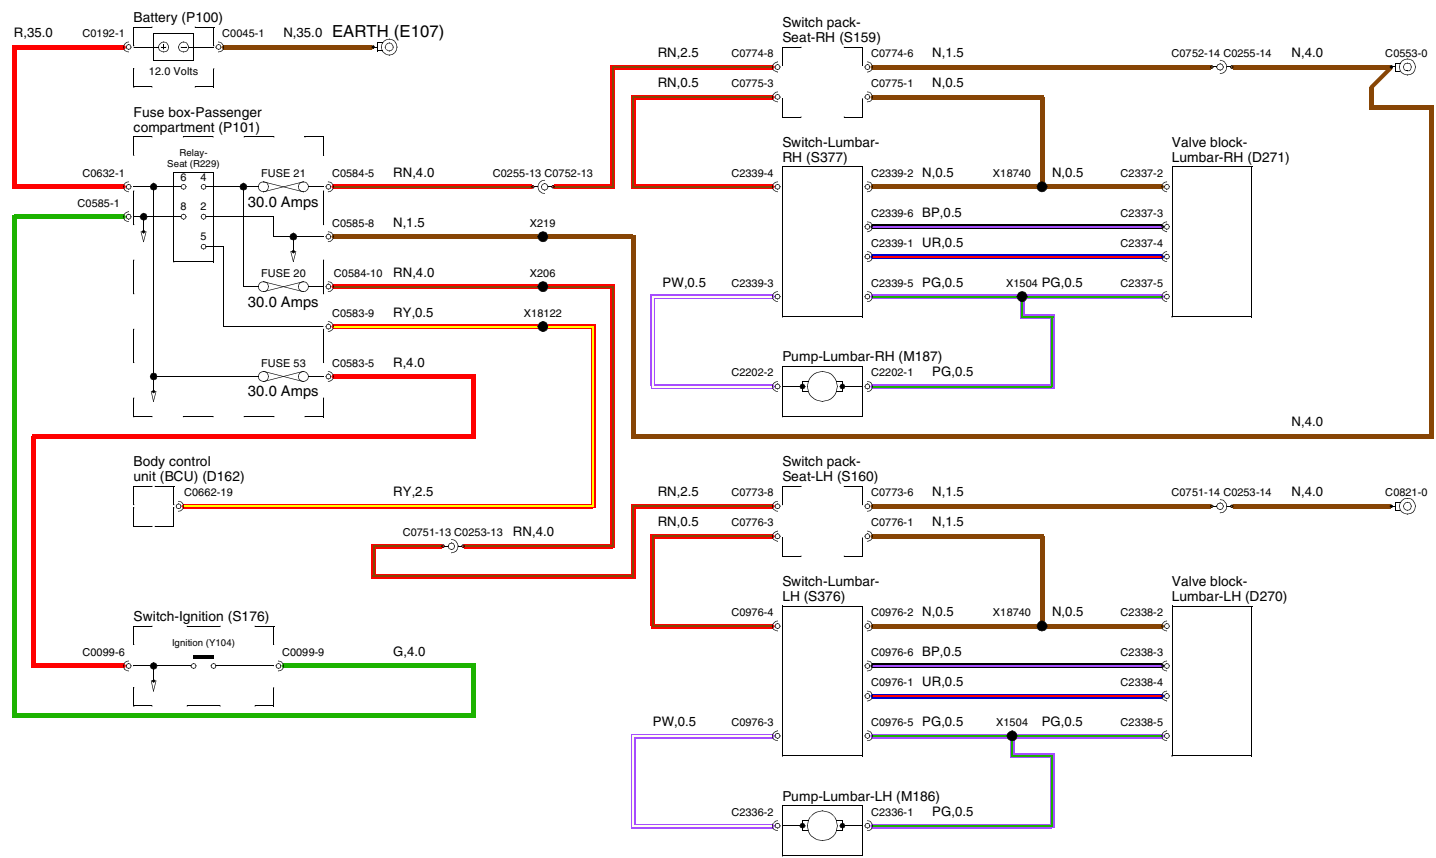 Battery (P100)
R,35.0
C0192-1
C0045-1
N,35.0
EARTH (E107)
12.0 Volts
Fuse box-Passenger
compartment (P101)
Relay-
Seat (R229)
6 4
8 2
5
C0632-1
C0585-1
FUSE 21
30.0 Amps
C0584-5
RN,4.0
C0255-13 C0752-13
C0585-8
N,1.5
X219
FUSE 20
30.0 Amps
C0584-10
RN,4.0
X206
C0583-9
RY,0.5
X18122
FUSE 53
30.0 Amps
C0583-5
R,4.0
Body control
unit (BCU) (D162)
C0662-19
RY,2.5
C0751-13 C0253-13
RN,4.0
Switch-Ignition (S176)
Ignition (Y104)
C0099-6
C0099-9
G,4.0
Switch pack-
Seat-RH (S159)
RN,2.5
C0774-8
C0774-6
N,1.5
C0752-14 C0255-14
N,4.0
C0553-0
RN,0.5
C0775-3
C0775-1
N,0.5
Switch-Lumbar-
RH (S377)
Valve block-
Lumbar-RH (D271)
C2339-4
C2339-2
N,0.5
X18740
N,0.5
C2337-2
C2339-6
BP,0.5
C2337-3
C2339-1
UR,0.5
C2337-4
PW,0.5
C2339-3
C2339-5
PG,0.5
X1504
PG,0.5
C2337-5
Pump-Lumbar-RH (M187)
C2202-2
C2202-1
PG,0.5
N,4.0
Switch pack-
Seat-LH (S160)
RN,2.5
C0773-8
C0773-6
N,1.5
C0751-14 C0253-14
N,4.0
C0821-0
RN,0.5
C0776-3
C0776-1
N,1.5
Switch-Lumbar-
LH (S376)
Valve block-
Lumbar-LH (D270)
C0976-4
C0976-2
N,0.5
X18740
N,0.5
C2338-2
C0976-6
BP,0.5
C2338-3
C0976-1
UR,0.5
C2338-4
PW,0.5
C0976-3
C0976-5
PG,0.5
X1504
PG,0.5
C2338-5
Pump-Lumbar-LH (M186)
C2336-2
C2336-1
PG,0.5